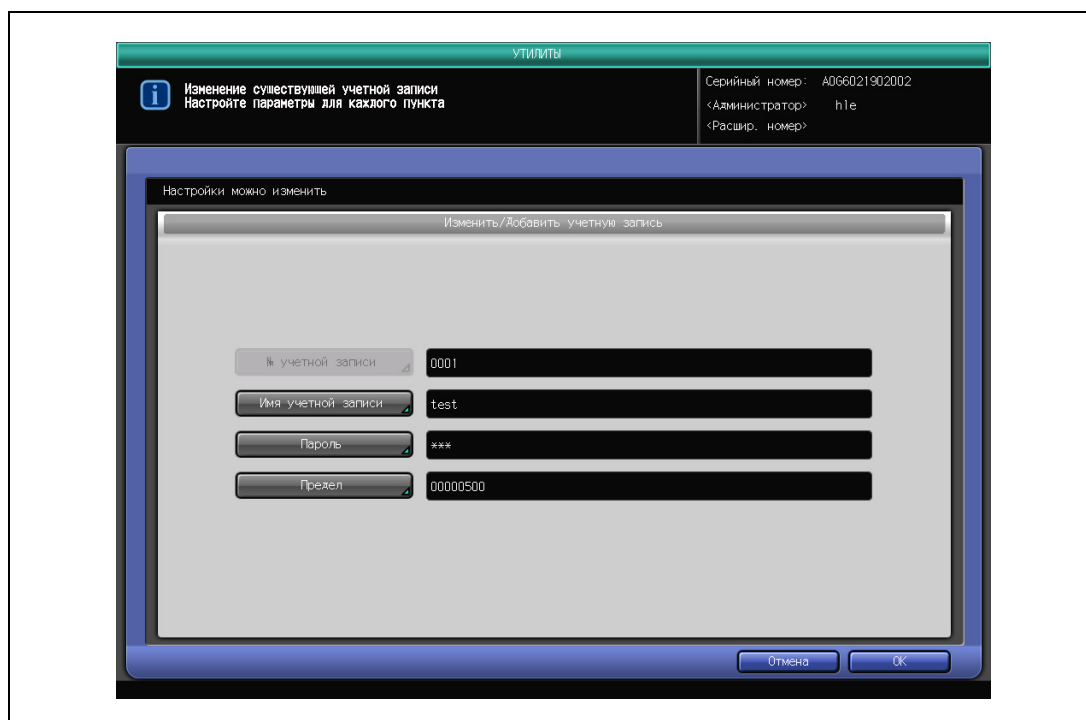 УТИЛИТЫ
Изменение существующей учетной записи
Настройте параметры для каждого пункта
Серийный номер: A0G6021902002
<Администратор> hle
<Расшир. номер>
Настройки можно изменить
Изменить/Добавить учетную запись
№ учетной записи 0001
Имя учетной записи test
Пароль ***
Предел 00000500
Отмена OK